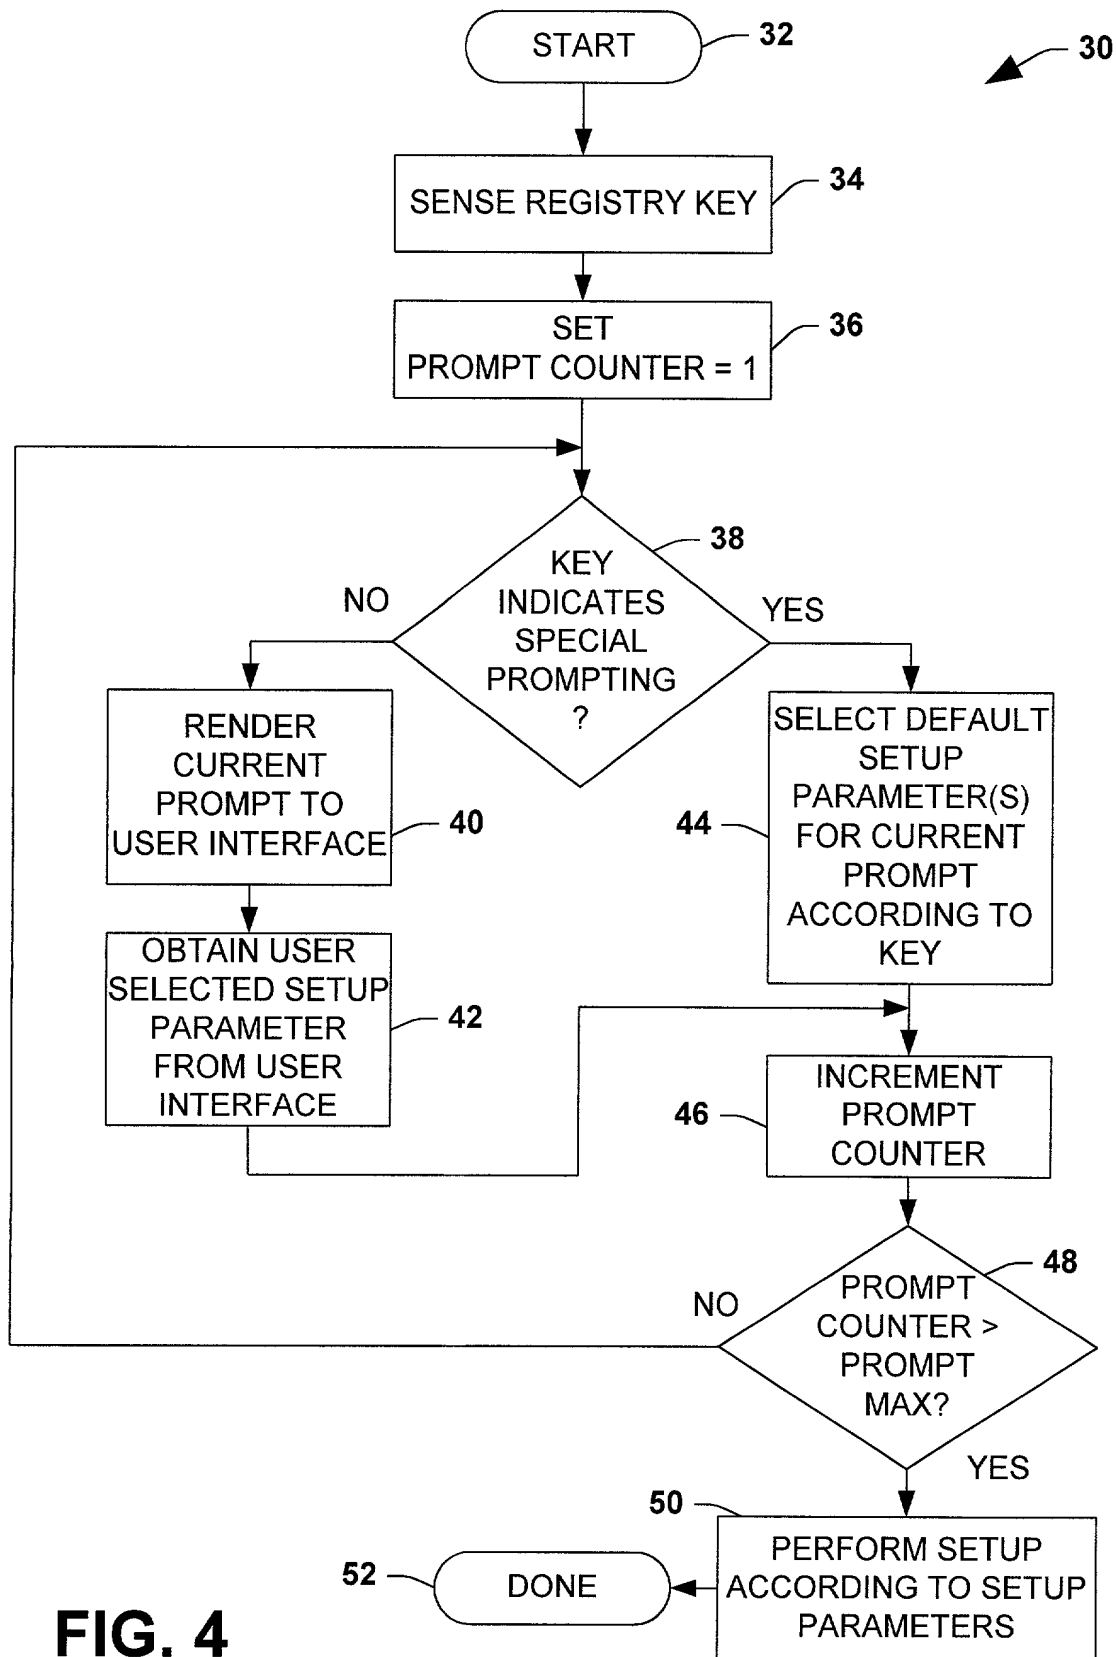 START
32
30
SENSE REGISTRY KEY
34
SET
PROMPT COUNTER = 1
36
38
KEY
INDICATES
SPECIAL
PROMPTING
?
NO
YES
RENDER
CURRENT
PROMPT TO
USER INTERFACE
40
SELECT DEFAULT
SETUP
PARAMETER(S)
FOR CURRENT
PROMPT
ACCORDING TO
KEY
44
OBTAIN USER
SELECTED SETUP
PARAMETER
FROM USER
INTERFACE
42
INCREMENT
PROMPT
COUNTER
46
48
PROMPT
COUNTER >
PROMPT
MAX?
NO
YES
50
PERFORM SETUP
ACCORDING TO SETUP
PARAMETERS
52
DONE
FIG. 4